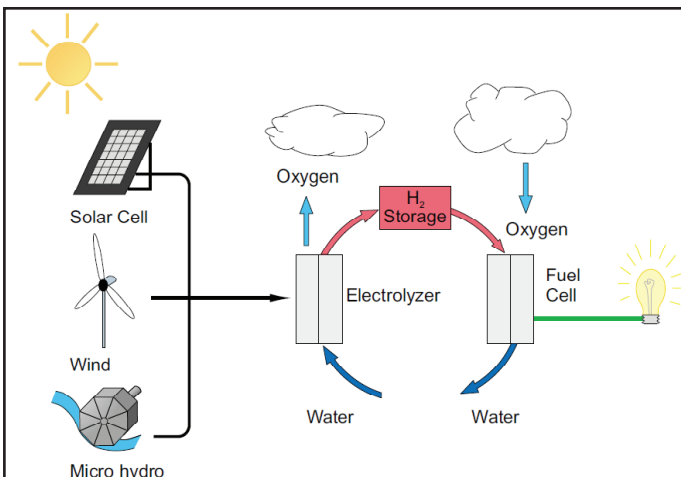 Oxygen
H2
Storage
Oxygen
Solar Cell
Electrolyzer
Fuel
Cell
Wind
Water
Water
Micro hydro